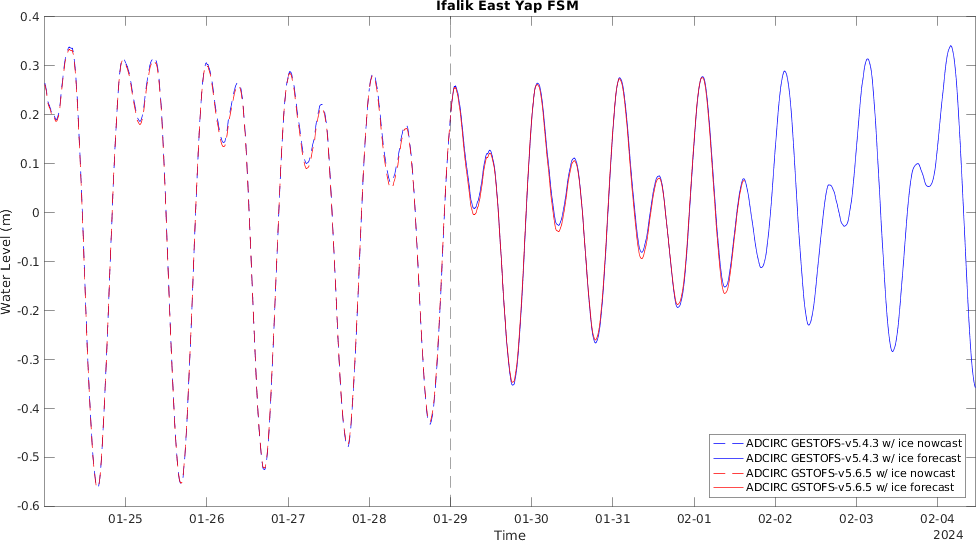 Ifalik East Yap FSM
0.4
0.3
0.2
0.1
0
-0.1
-0.2
-0.3
-0.4
-0.5
-0.6
Water Level (m)
ADCIRC GESTOFS-v5.4.3 w/ ice nowcast
ADCIRC GESTOFS-v5.4.3 w/ ice forecast
ADCIRC GSTOFS-v5.6.5 w/ ice nowcast
ADCIRC GSTOFS-v5.6.5 w/ ice forecast
01-25 01-26 01-27 01-28 01-29 01-30 01-31 02-01 02-02 02-03 02-04
Time
2024